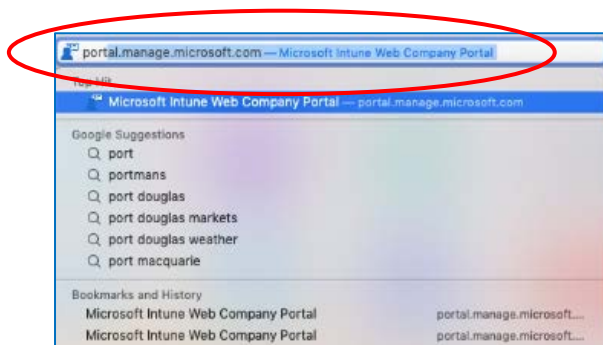 portal.manage.microsoft.com — Microsoft Intune Web Company Portal
Top Hit
Microsoft Intune Web Company Portal — portal.manage.microsoft.com
Google Suggestions
port
portmans
port douglas
port douglas markets
port douglas weather
port macquarie
Bookmarks and History
Microsoft Intune Web Company Portal portal.manage.microsoft....
Microsoft Intune Web Company Portal portal.manage.microsoft....